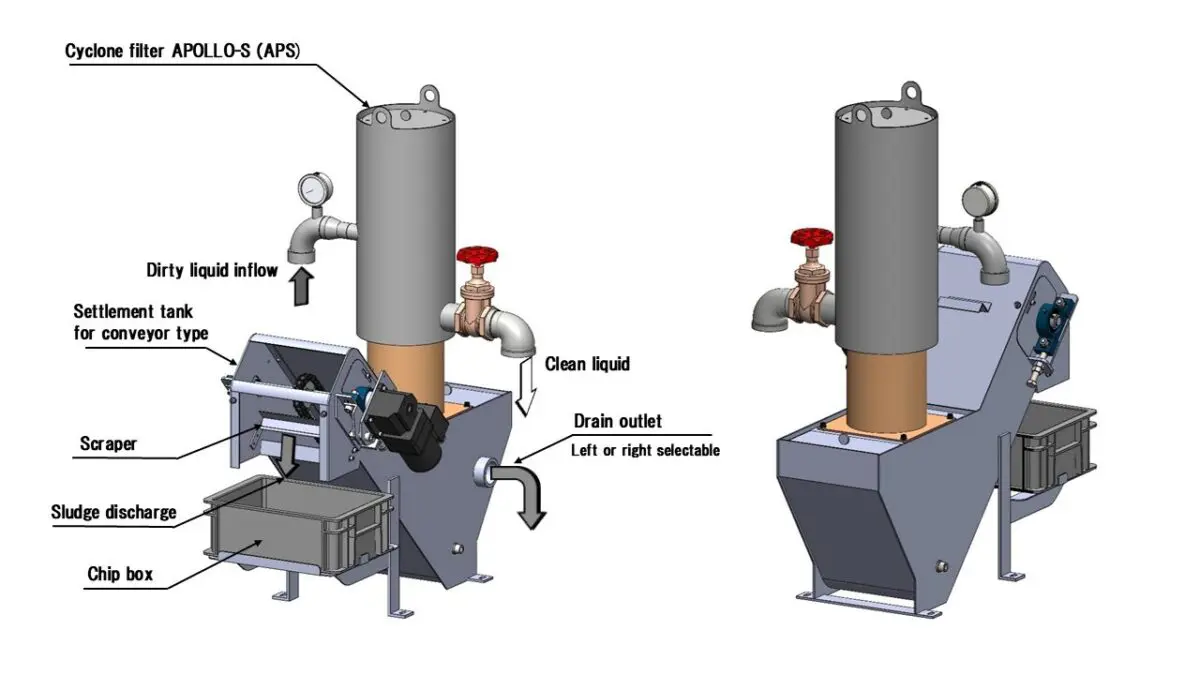 Cyclone filter APOLLO-S (APS)
Dirty liquid inflow
Settlement tank
for conveyor type
Clean liquid
Drain outlet
Left or right selectable
Scraper
Sludge discharge
Chip box